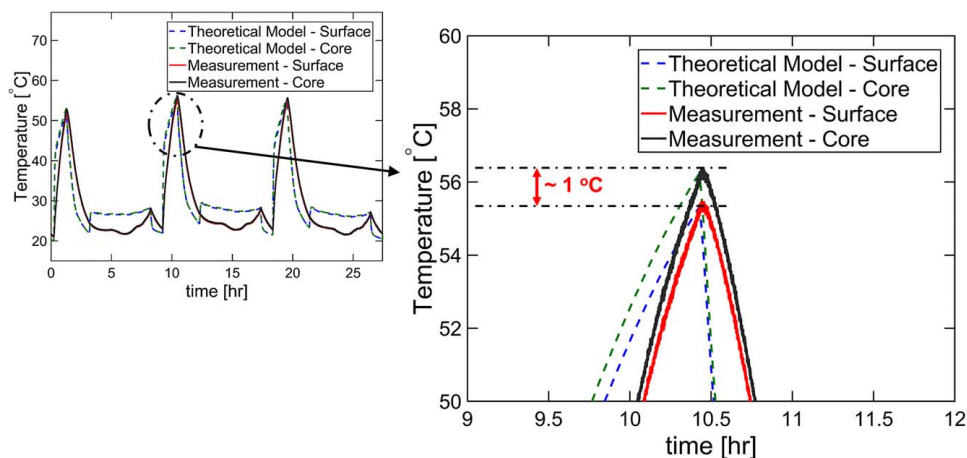 Temperature [°C]
70
60
50
40
30
20
0
5
10
15
20
25
time [hr]
Theoretical Model - Surface
Theoretical Model - Core
Measurement - Surface
Measurement - Core
Temperature [°C]
60
58
56
54
52
50
9
9.5
10
10.5
11
11.5
12
time [hr]
Theoretical Model - Surface
Theoretical Model - Core
Measurement - Surface
Measurement - Core
~ 1 °C